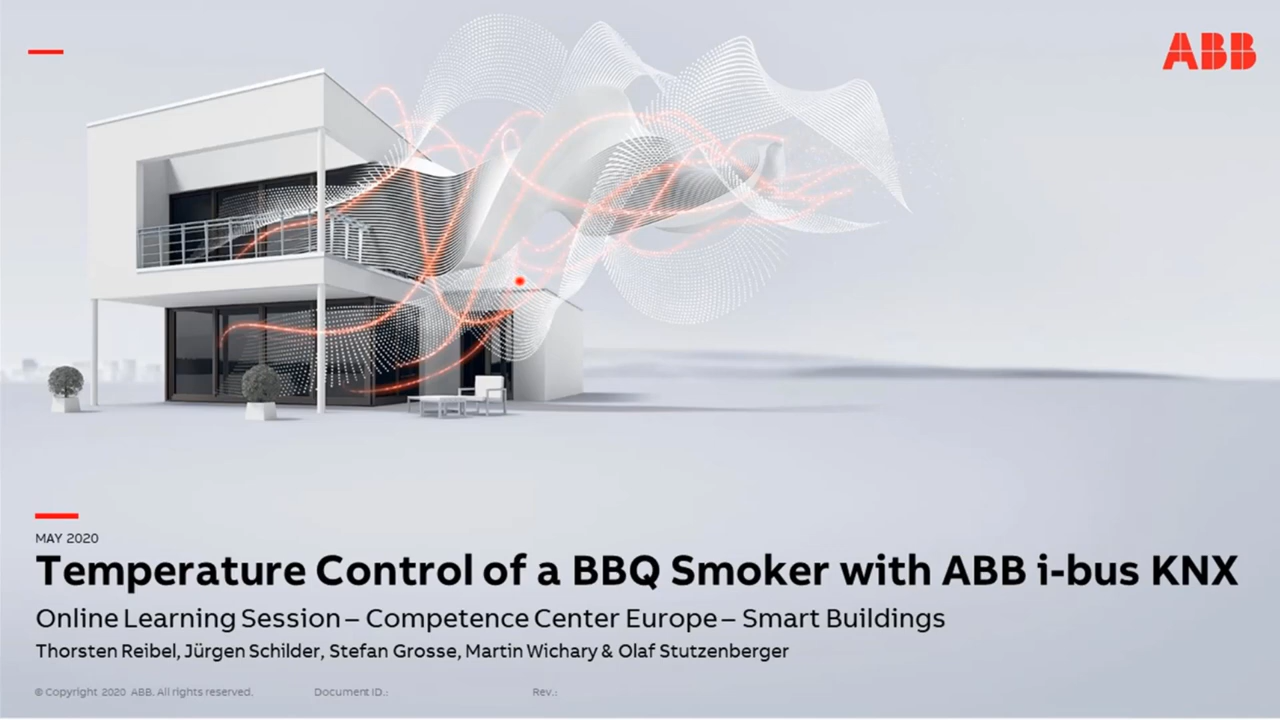 ABB
MAY 2020
Temperature Control of a BBQ Smoker with ABB i-bus KNX
Online Learning Session – Competence Center Europe – Smart Buildings
Thorsten Reibel, Jürgen Schilder, Stefan Grosse, Martin Wichary & Olaf Stutzenberger
© Copyright 2020 ABB. All rights reserved. Document ID.: Rev.: